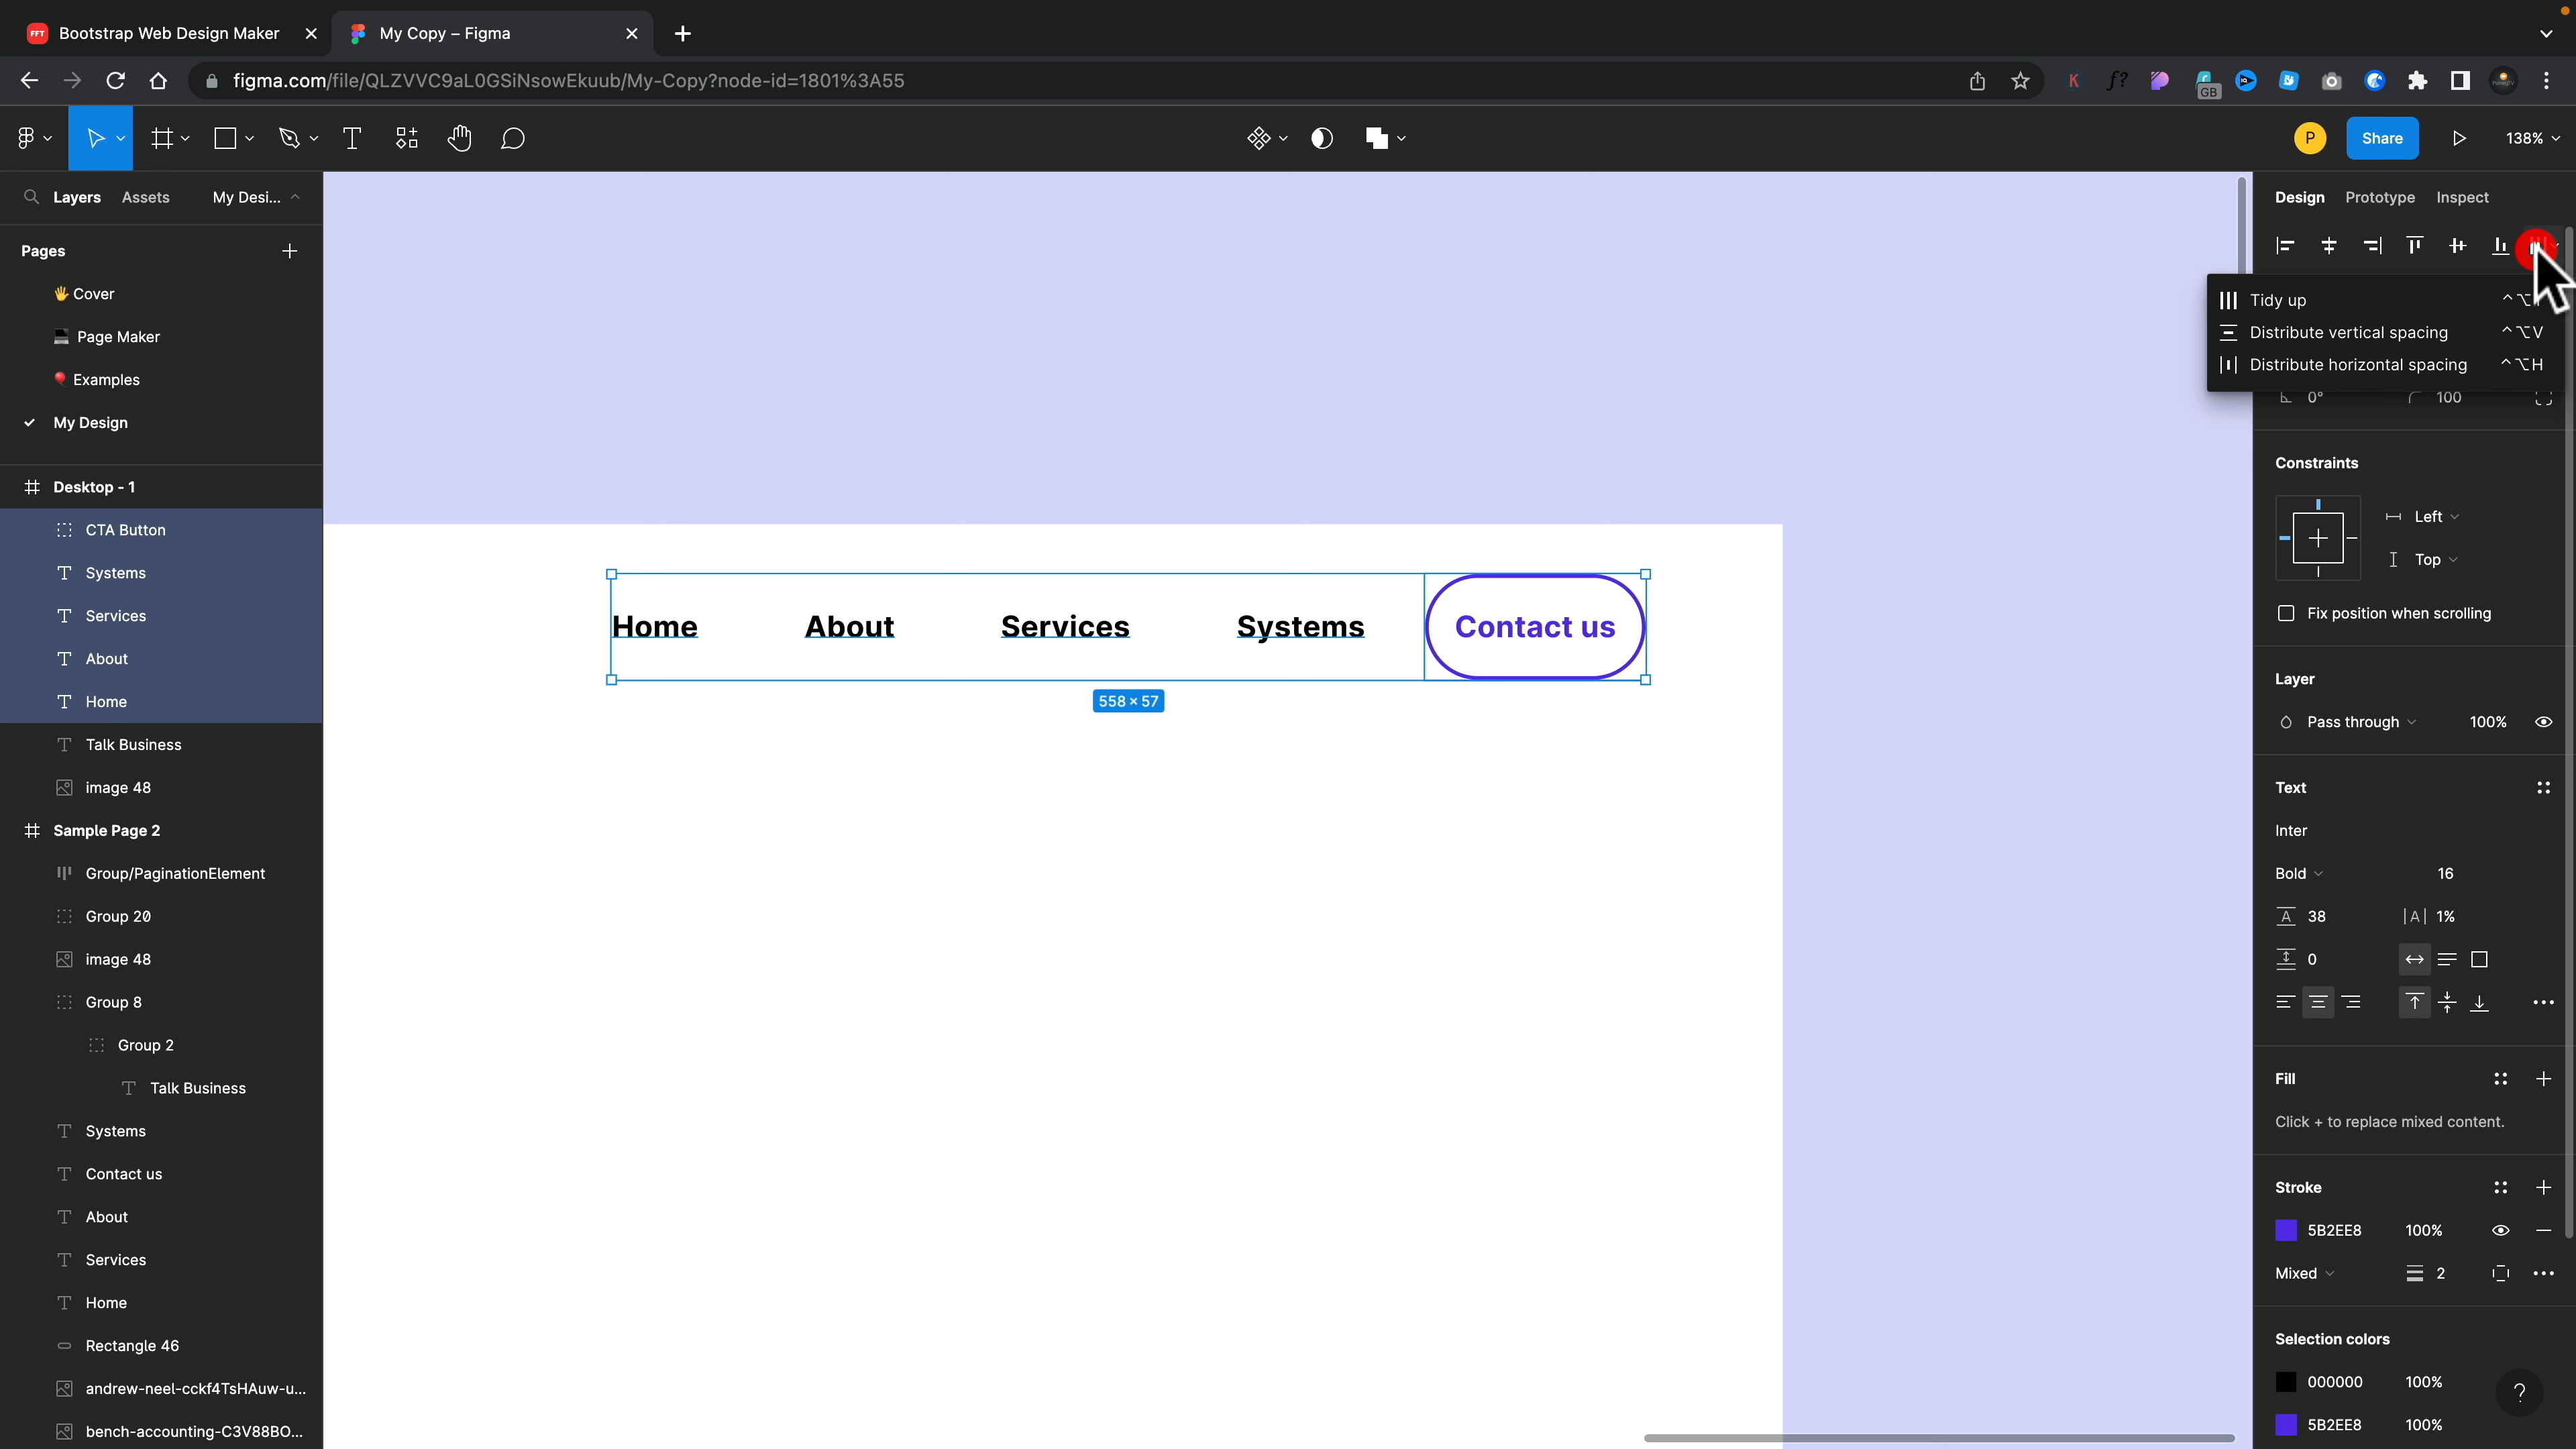 FFT Bootstrap Web Design Maker
My Copy – Figma
figma.com/file/QLZVVC9aL0GSiNsowEkuub/My-Copy?node-id=1801%3A55
GB
P
Share
138%
Layers Assets My Desi...
Pages
🖐 Cover
Page Maker
🎈 Examples
My Design
Desktop - 1
CTA Button
Systems
Services
About
Home
Talk Business
image 48
Sample Page 2
Group/PaginationElement
Group 20
image 48
Group 8
Group 2
Talk Business
Systems
Contact us
About
Services
Home
Rectangle 46
andrew-neel-cckf4TsHAuw-u...
bench-accounting-C3V88BO...
Home About Services Systems Contact us
558 × 57
Design Prototype Inspect
Tidy up
Distribute vertical spacing ⌃⌥V
Distribute horizontal spacing ⌃⌥H
0° 100
Constraints
Left
Top
Fix position when scrolling
Layer
Pass through 100%
Text
Inter
Bold 16
38 1%
0
Fill
Click + to replace mixed content.
Stroke
5B2EE8 100%
Mixed 2
Selection colors
000000 100%
5B2EE8 100%
?